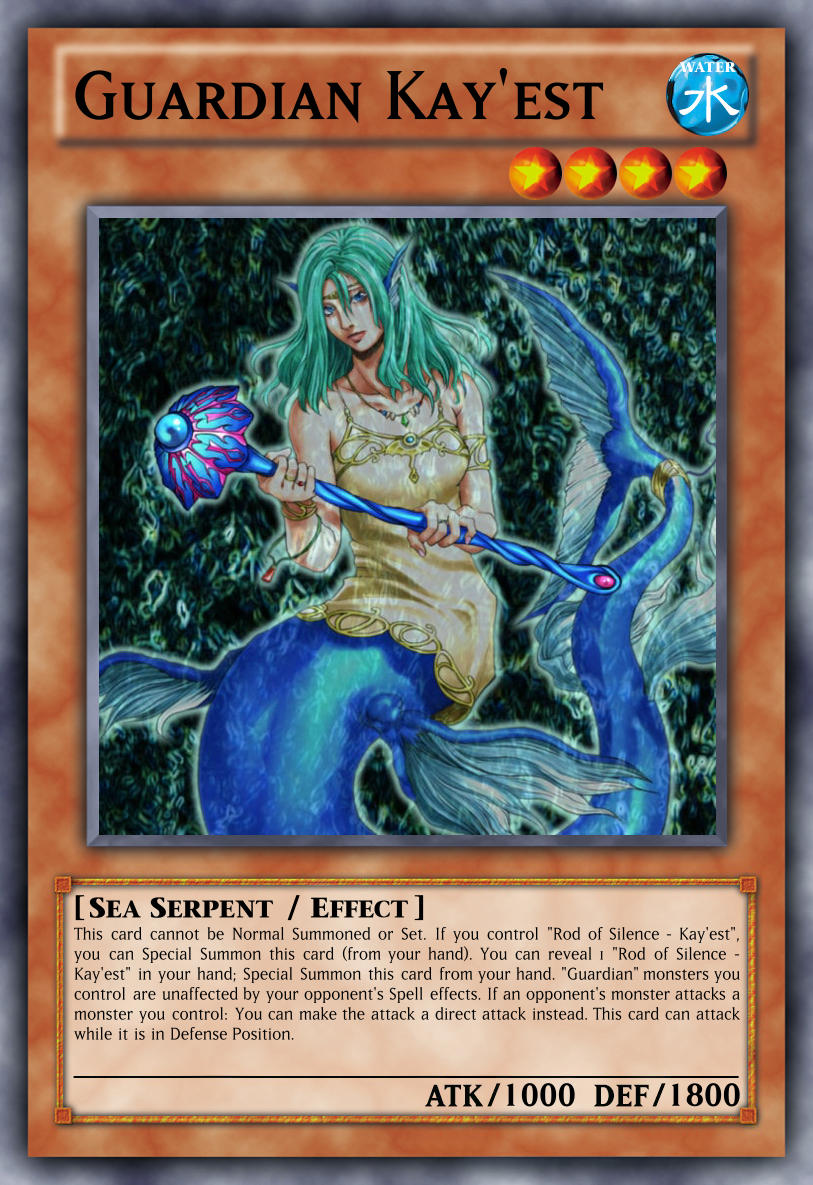 Guardian Kay'est
WATER
水
[Sea Serpent / Effect]
This card cannot be Normal Summoned or Set. If you control "Rod of Silence - Kay'est",
you can Special Summon this card (from your hand). You can reveal 1 "Rod of Silence -
Kay'est" in your hand; Special Summon this card from your hand. "Guardian" monsters you
control are unaffected by your opponent's Spell effects. If an opponent's monster attacks a
monster you control: You can make the attack a direct attack instead. This card can attack
while it is in Defense Position.
ATK/1000 DEF/1800